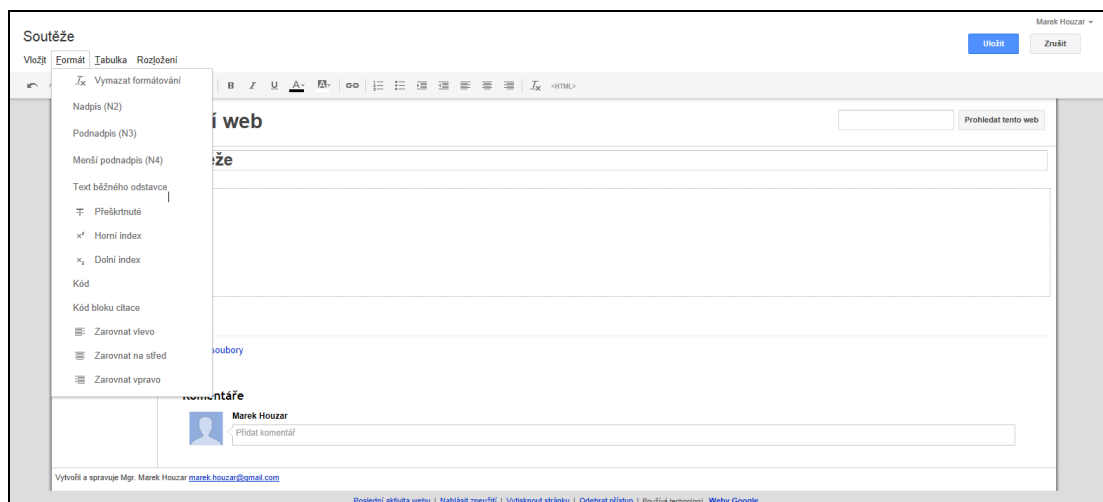 Marek Houzar
Soutěže
Uložit Zrušit
Vložit Formát Tabulka Rozložení
B I U A A <HTML>
Vymazat formátování
Nadpis (N2)
í web
Prohledat tento web
Podnadpis (N3)
Menší podnadpis (N4)
ěže
Text běžného odstavce
Přeškrtnuté
Horní index
Dolní index
Kód
Kód bloku citace
Zarovnat vlevo
Zarovnat na střed
soubory
Zarovnat vpravo
Komentáře
Marek Houzar
Přidat komentář
Vytvořil a spravuje Mgr. Marek Houzar marek.houzar@gmail.com
Poslední aktivita webu | Nahlásit zneužití | Vytisknout stránku | Odebrat přístup | Používá technologii Weby Google